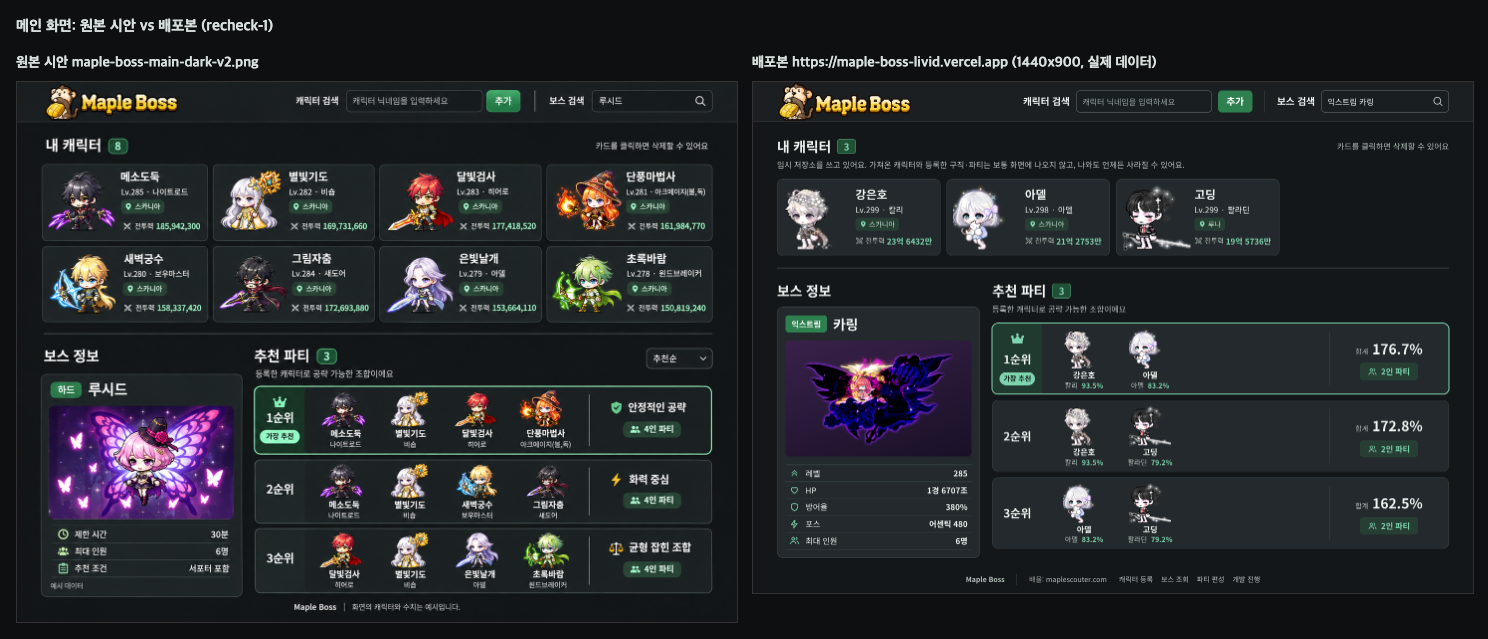 메인 화면: 원본 시안 vs 배포본 (recheck-1)
원본 시안 maple-boss-main-dark-v2.png
Maple Boss
캐릭터 검색
캐릭터 닉네임을 입력하세요
추가
보스 검색
루시드
내 캐릭터 8
카드를 클릭하면 삭제할 수 있어요
메소도둑
Lv.285 · 나이트로드
스카니아
전투력 185,942,300
별빛기도
Lv.282 · 비숍
스카니아
전투력 169,731,660
달빛검사
Lv.283 · 히어로
스카니아
전투력 177,418,520
단풍마법사
Lv.281 · 아크메이지(불,독)
스카니아
전투력 161,984,770
새벽궁수
Lv.280 · 보우마스터
스카니아
전투력 158,337,420
그림자춤
Lv.284 · 섀도어
스카니아
전투력 172,693,880
은빛날개
Lv.279 · 아델
스카니아
전투력 153,664,110
초록바람
Lv.278 · 윈드브레이커
스카니아
전투력 150,819,240
보스 정보
하드 루시드
제한 시간 30분
최대 인원 6명
추천 조건 서포터 포함
예시 데이터
추천 파티 3
등록한 캐릭터로 공략 가능한 조합이에요
추천순
1순위
가장 추천
메소도둑
나이트로드
별빛기도
비숍
달빛검사
히어로
단풍마법사
아크메이지(불,독)
안정적인 공략
4인 파티
2순위
메소도둑
나이트로드
별빛기도
비숍
새벽궁수
보우마스터
그림자춤
섀도어
화력 중심
4인 파티
3순위
달빛검사
히어로
별빛기도
비숍
은빛날개
아델
초록바람
윈드브레이커
균형 잡힌 조합
4인 파티
Maple Boss | 화면의 캐릭터와 수치는 예시입니다.
배포본 https://maple-boss-livid.vercel.app (1440x900, 실제 데이터)
Maple Boss
캐릭터 검색
캐릭터 닉네임을 입력하세요
추가
보스 검색
익스트림 카링
내 캐릭터 3
카드를 클릭하면 삭제할 수 있어요
임시 저장소를 쓰고 있어요. 가져온 캐릭터와 등록한 구직·파티는 보통 화면에 나오지 않고, 나와도 언제든 사라질 수 있어요.
강은호
Lv.299 · 칼리
스카니아
전투력 23억 6432만
아델
Lv.298 · 아델
스카니아
전투력 21억 2753만
고딩
Lv.299 · 팔라딘
루나
전투력 19억 5736만
보스 정보
익스트림 카링
레벨 285
HP 1경 6707조
방어율 380%
포스 어센틱 480
최대 인원 6명
추천 파티 3
등록한 캐릭터로 공략 가능한 조합이에요
1순위
가장 추천
강은호
칼리 93.5%
아델
아델 83.2%
합계 176.7%
2인 파티
2순위
강은호
칼리 93.5%
고딩
팔라딘 79.2%
합계 172.8%
2인 파티
3순위
아델
아델 83.2%
고딩
팔라딘 79.2%
합계 162.5%
2인 파티
Maple Boss | 배율: maplescouter.com 캐릭터 등록 보스 조회 파티 편성 개발 진행